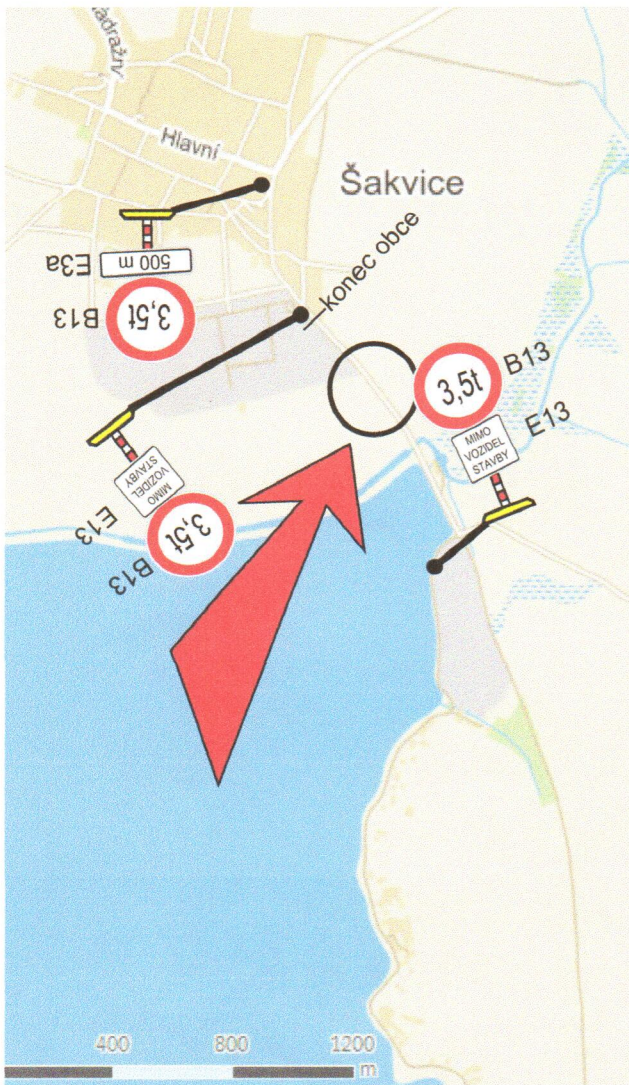 Nádražní
Hlavní
Šakvice
E3a
500 m
B13
3,5t
konec obce
B13
3,5t
E13
MIMO
VOZIDEL
STAVBY
E13
MIMO
VOZIDEL
STAVBY
B13
3,5t
400
800
1200
m